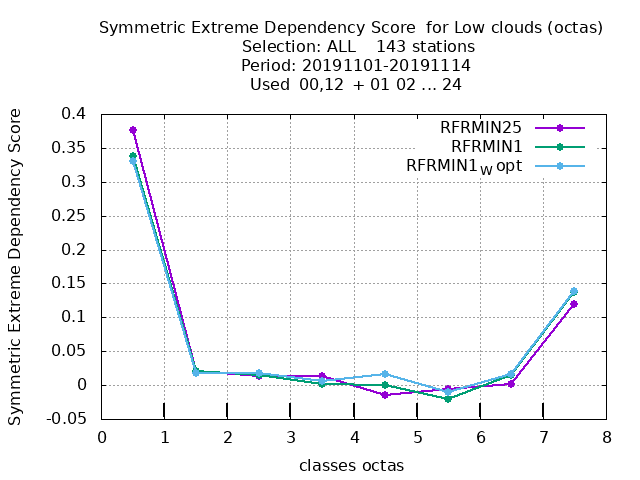 Symmetric Extreme Dependency Score  for Low clouds (octas)
Selection: ALL    143 stations
Period: 20191101-20191114
Used  00,12  + 01 02 ... 24
Symmetric Extreme Dependency Score
0.4
0.35
0.3
0.25
0.2
0.15
0.1
0.05
0
-0.05
RFRMIN25
RFRMIN1
RFRMIN1w opt
0 1 2 3 4 5 6 7 8
classes octas